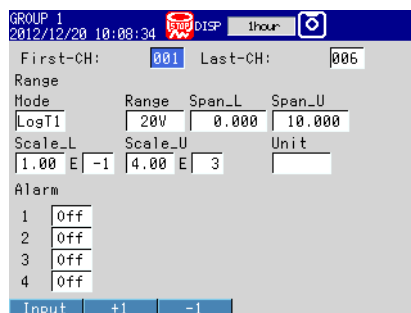 GROUP 1
2012/12/20 10:08:34 STOP DISP 1hour
First-CH: 001 Last-CH: 006
Range
Mode Range Span_L Span_U
LogT1 20V 0.000 10.000
Scale_L Scale_U Unit
1.00 E -1 4.00 E 3
Alarm
1 Off
2 Off
3 Off
4 Off
Input +1 -1